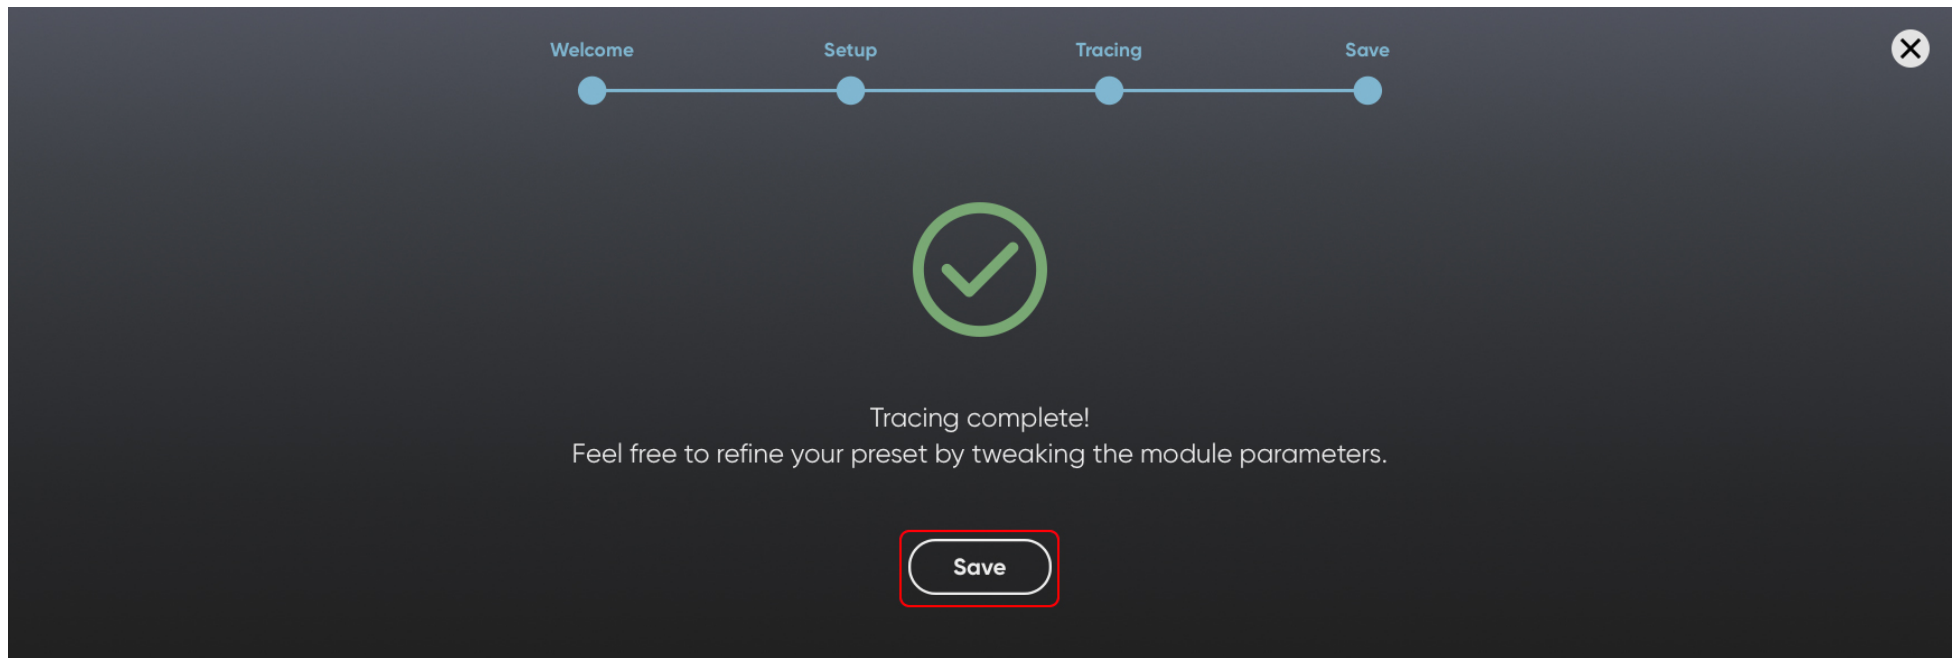 Welcome Setup Tracing Save
Tracing complete!
Feel free to refine your preset by tweaking the module parameters.
Save